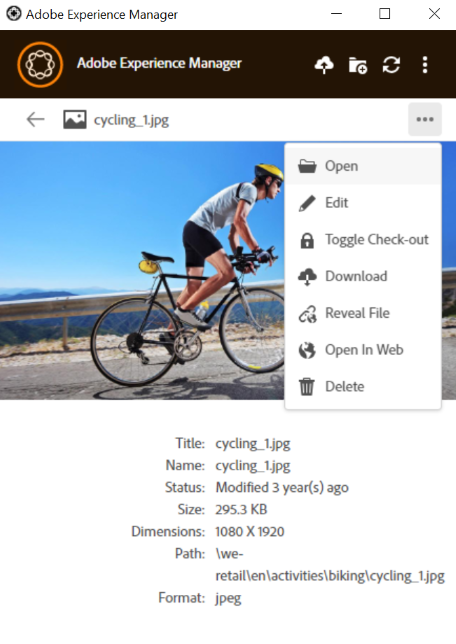 Adobe Experience Manager
Adobe Experience Manager
cycling_1.jpg
Open
Edit
Toggle Check-out
Download
Reveal File
Open In Web
Delete
Title: cycling_1.jpg
Name: cycling_1.jpg
Status: Modified 3 year(s) ago
Size: 295.3 KB
Dimensions: 1080 X 1920
Path: \we-
retail\en\activities\biking\cycling_1.jpg
Format: jpeg